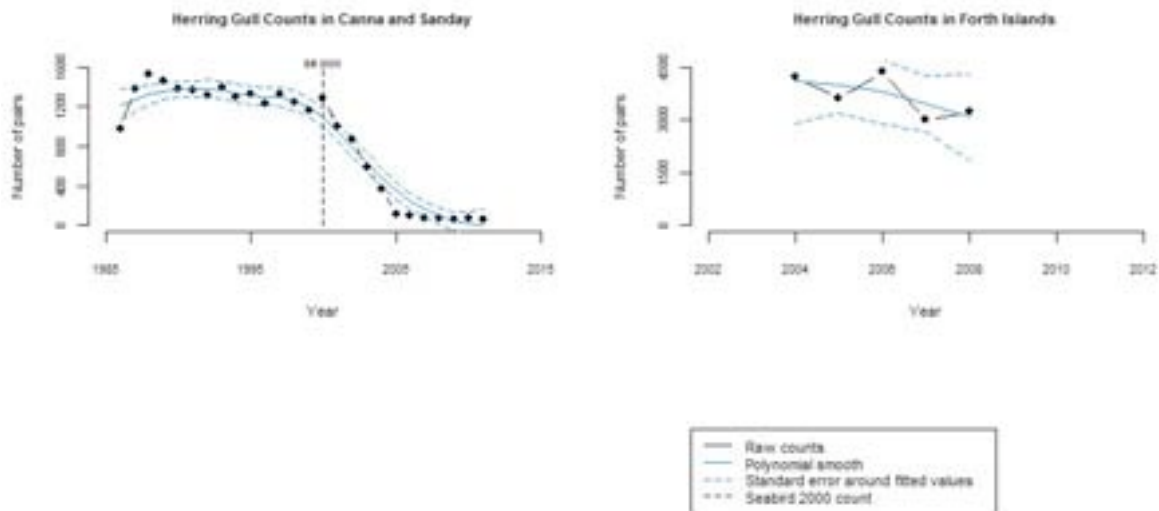 Herring Gull Counts in Canna and Sanday
Number of pairs
1600
1200
800
400
0
1985
1995
2005
2015
Year
Herring Gull Counts in Forth Islands
Number of pairs
4500
3000
1500
0
2002
2004
2006
2008
2010
2012
Year
Raw counts
Polynomial smooth
Standard error around fitted values
Seabird 2000 count